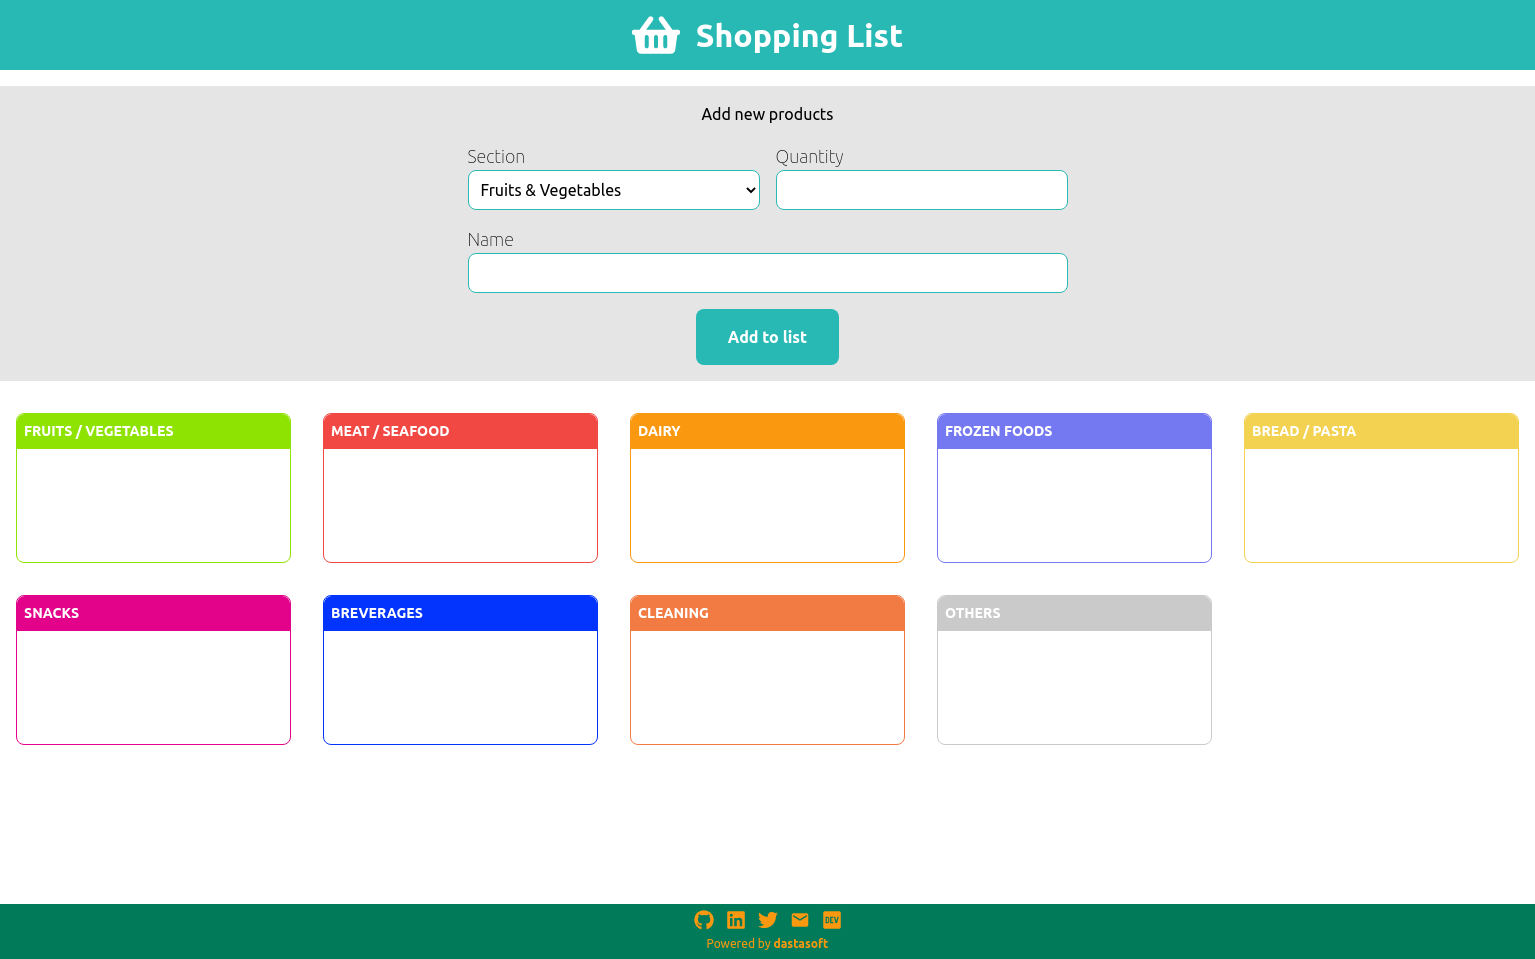 Shopping List
Add new products
Section
Quantity
Fruits & Vegetables
Name
Add to list
FRUITS / VEGETABLES
MEAT / SEAFOOD
DAIRY
FROZEN FOODS
BREAD / PASTA
SNACKS
BREVERAGES
CLEANING
OTHERS
in
DEV
Powered by dastasoft